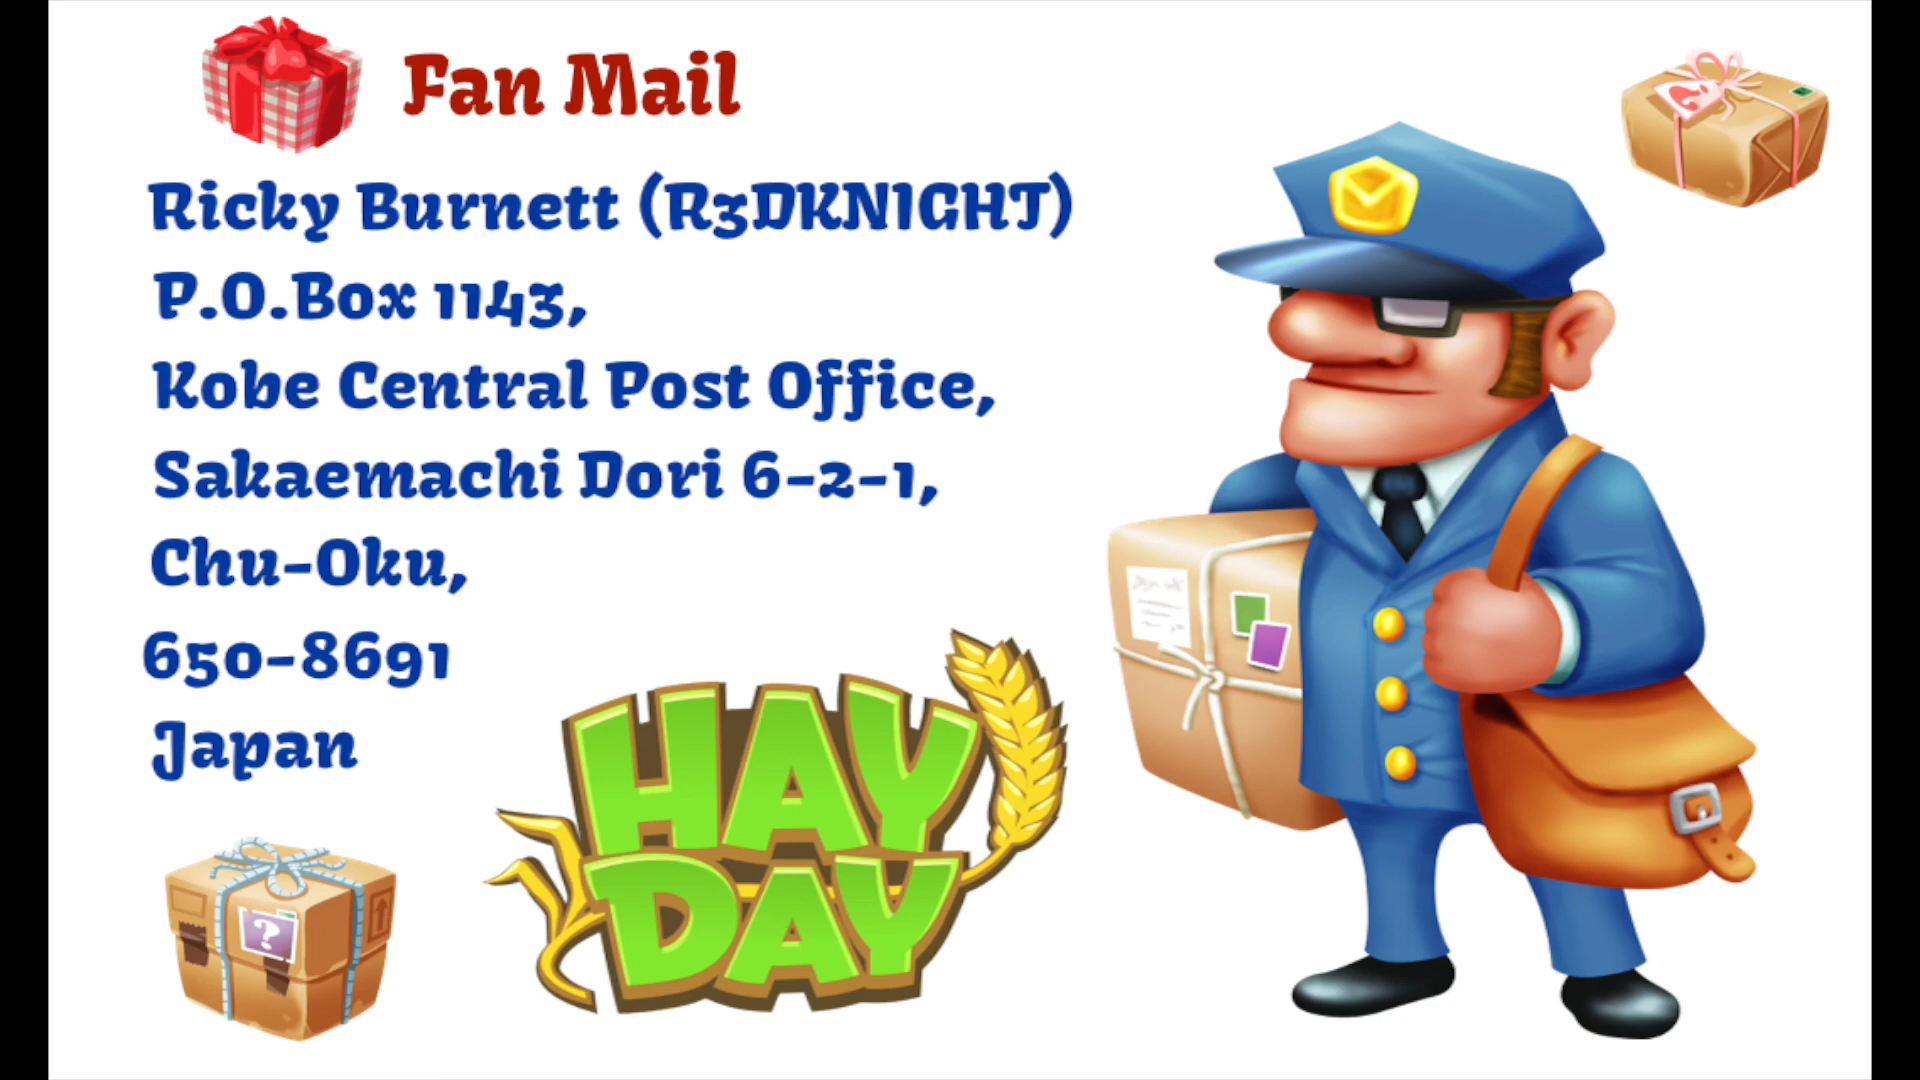 Fan Mail
Ricky Burnett (R3DKNIGHT)
P.O.Box 1143,
Kobe Central Post Office,
Sakaemachi Dori 6-2-1,
Chu-Oku,
650-8691
Japan
HAY
DAY
?